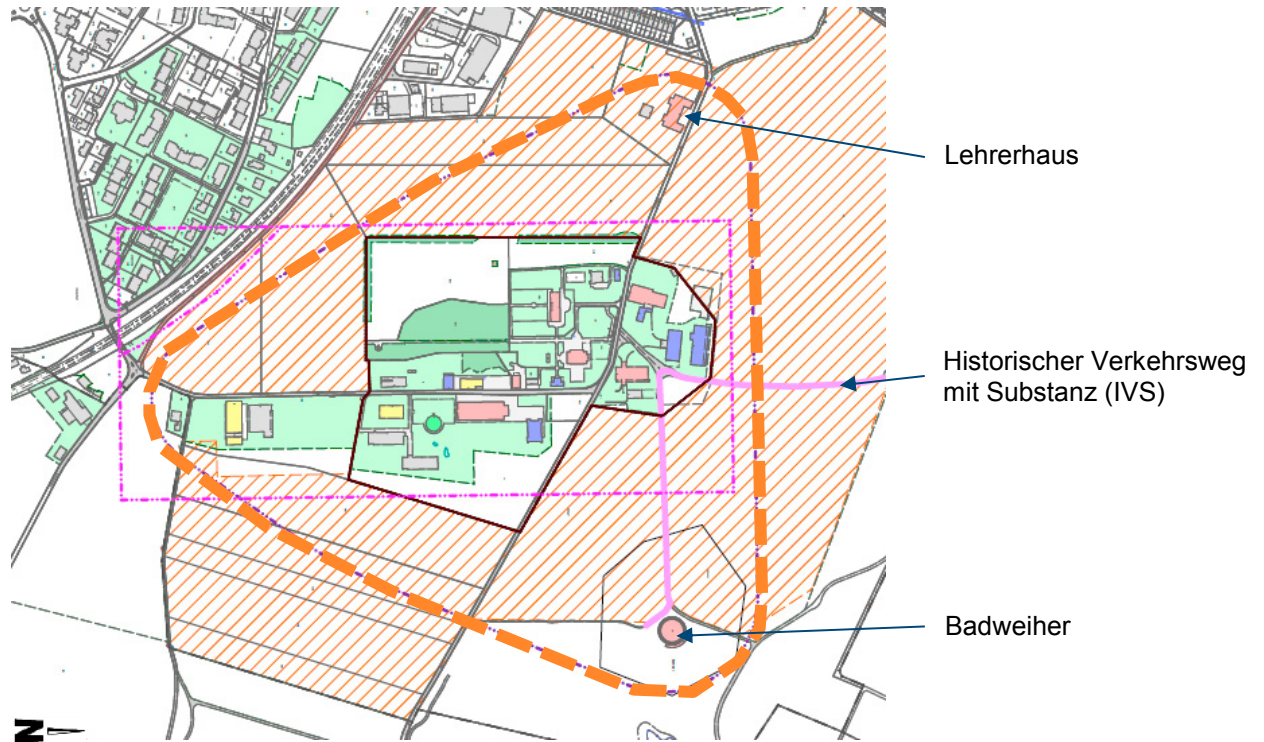 Lehrerhaus
Historischer Verkehrsweg
mit Substanz (IVS)
Badweiher
N